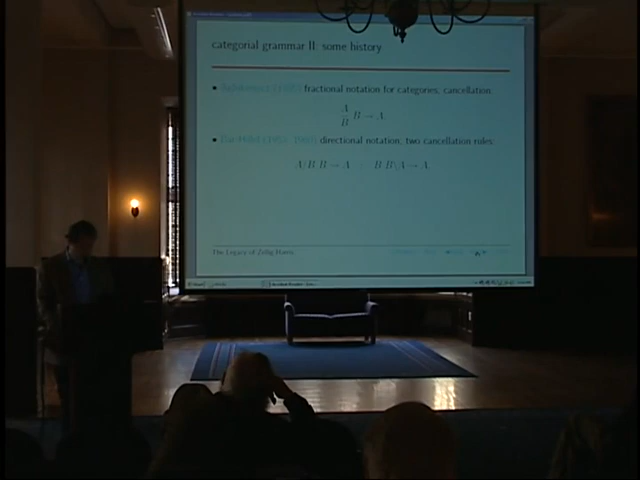 categorial grammar II: some history
• fractional notation for categories, cancellation
A
B B → A
• directional notation, two cancellation rules:
A/B B → A B B\A → A
The Legacy of Zellig Harris